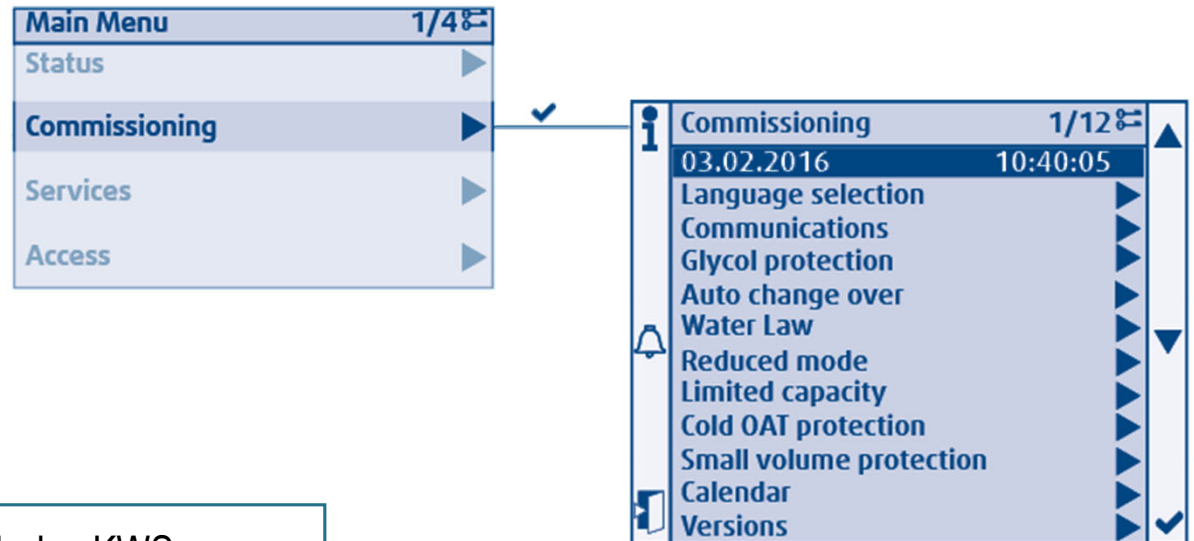 Main Menu 1/4
Status
Commissioning
Services
Access
Commissioning 1/12
03.02.2016 10:40:05
Language selection
Communications
Glycol protection
Auto change over
Water Law
Reduced mode
Limited capacity
Cold OAT protection
Small volume protection
Calendar
Versions
KWS